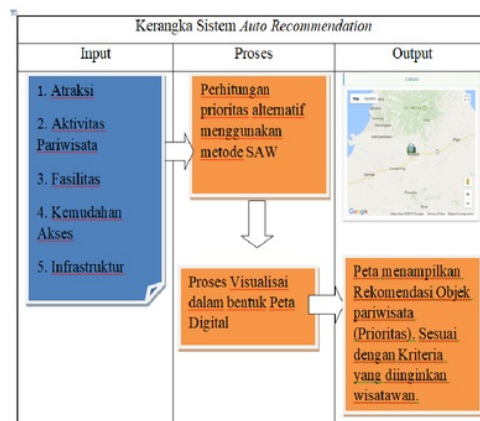 Kerangka Sistem Auto Recommendation
Input
Proses
Output
1. Atraksi
2. Aktivitas
Pariwisata
3. Fasilitas
4. Kemudahan
Akses
5. Infrastruktur
Perhitungan
prioritas alternatif
menggunakan
metode SAW
Proses Visualisai
dalam bentuk Peta
Digital
Google
Peta menampilkan
Rekomendasi Objek
pariwisata
(Prioritas). Sesuai
dengan Kriteria
yang diinginkan
wisatawan.